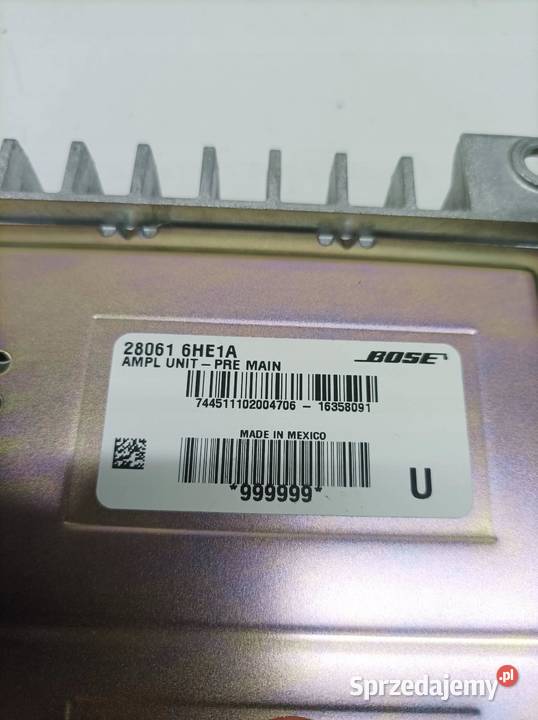 28061 6HE1A
AMPL UNIT – PRE MAIN
BOSE
744511102004706 – 16358091
MADE IN MEXICO
*999999*
U
Sprzedajemy.pl